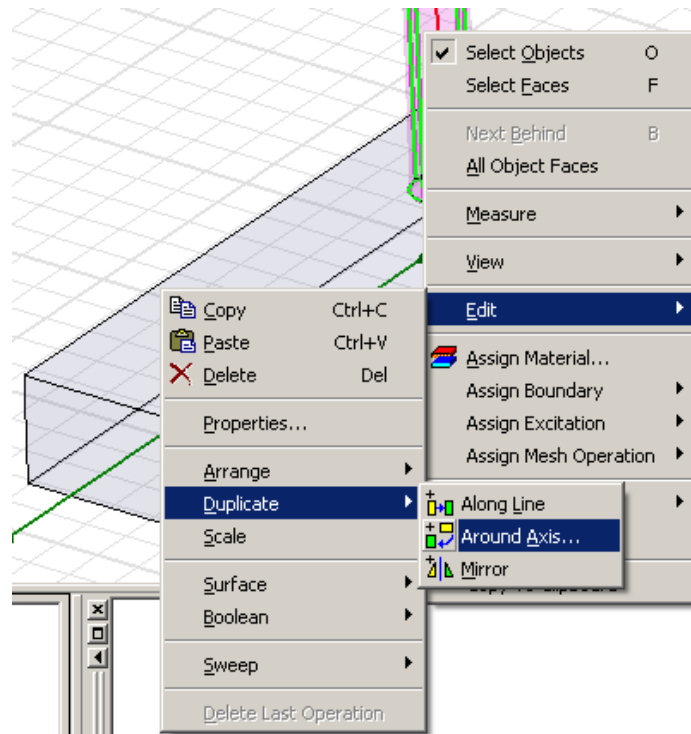 Select Objects O
Select Faces F
Next Behind B
All Object Faces
Measure
View
Edit
Assign Material...
Assign Boundary
Assign Excitation
Assign Mesh Operation
Copy Ctrl+C
Paste Ctrl+V
Delete Del
Properties...
Arrange
Duplicate
Scale
Surface
Boolean
Sweep
Delete Last Operation
Along Line
Around Axis...
Mirror